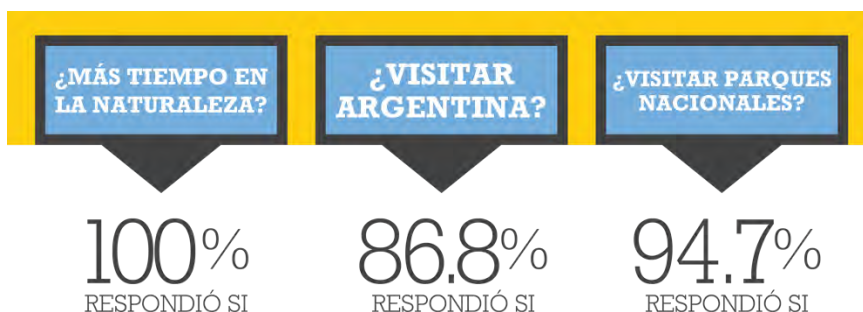 ¿MÁS TIEMPO EN
LA NATURALEZA?
100%
RESPONDIÓ SI
¿VISITAR
ARGENTINA?
86.8%
RESPONDIÓ SI
¿VISITAR PARQUES
NACIONALES?
94.7%
RESPONDIÓ SI